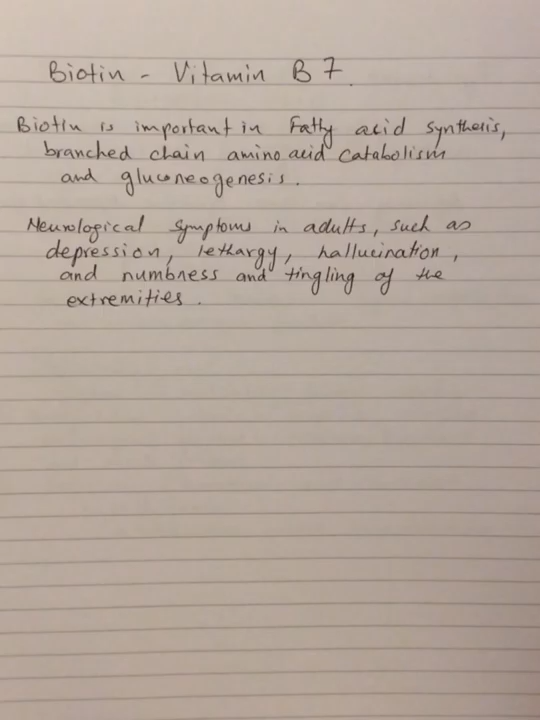 Biotin - Vitamin B7.
Biotin is important in Fatty acid synthesis,
branched chain amino acid catabolism
and gluconeogenesis.
Neurological symptoms in adults, such as
depression, lethargy, hallucination,
and numbness and tingling of the
extremities.